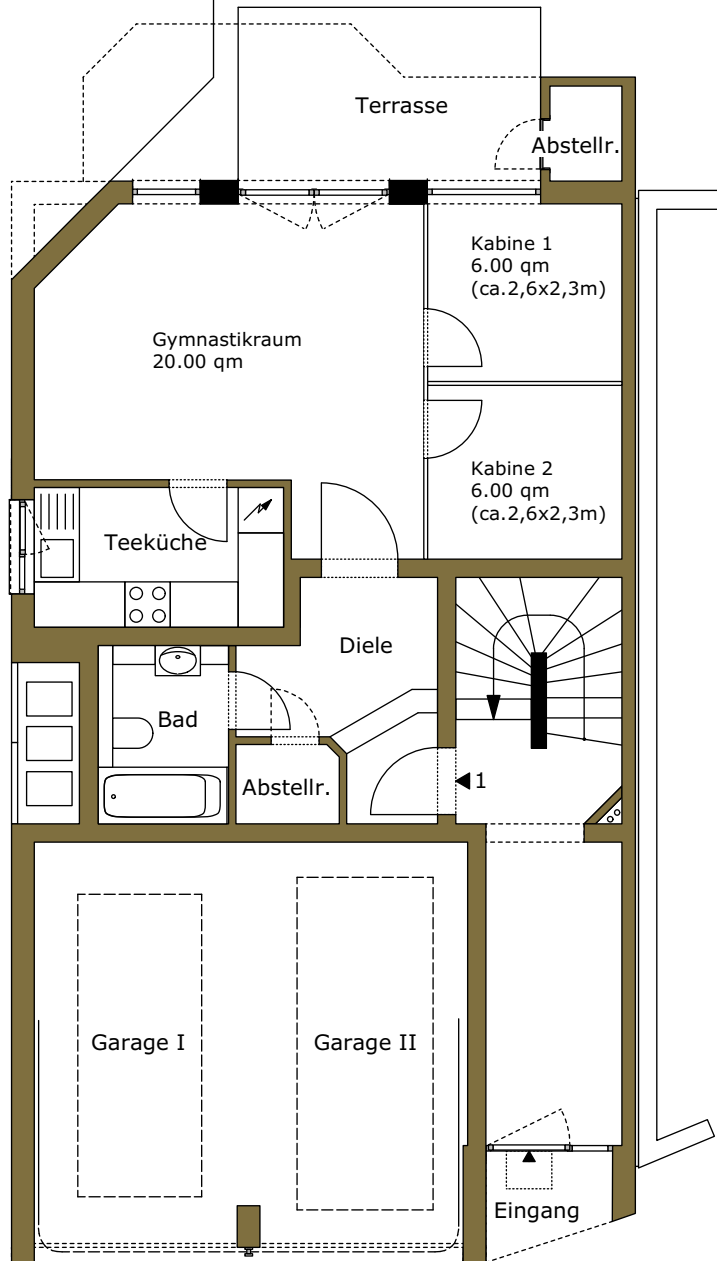 Terrasse
Abstellr.
Kabine 1
6.00 qm
(ca.2,6x2,3m)
Gymnastikraum
20.00 qm
Kabine 2
6.00 qm
(ca.2,6x2,3m)
Teeküche
Diele
Bad
Abstellr.
1
Garage I
Garage II
Eingang